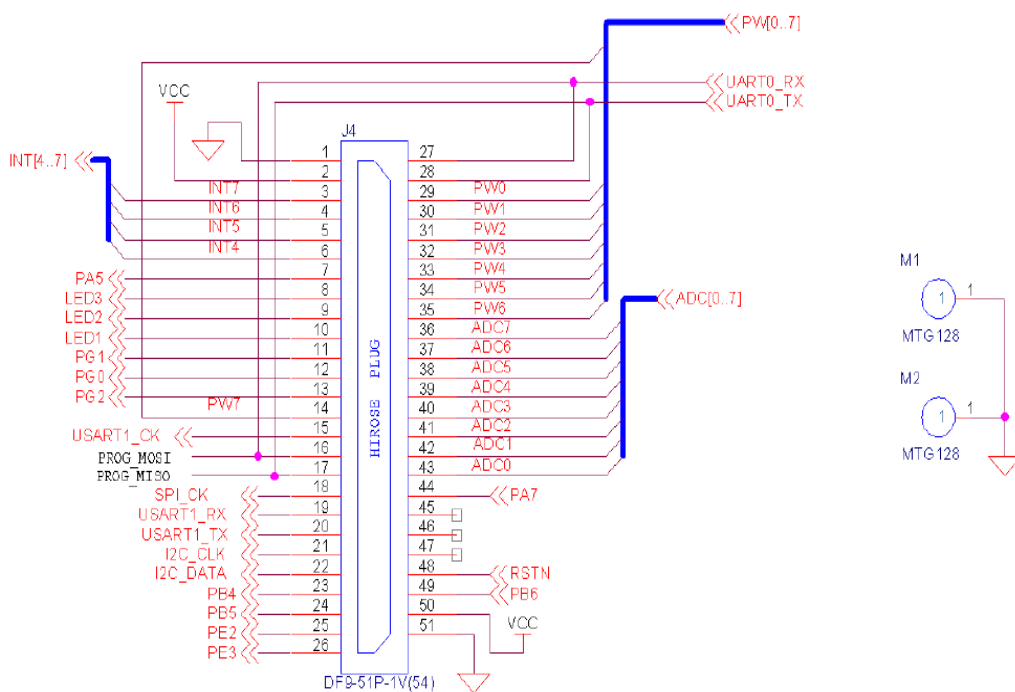 PW[0..7]
UART0_RX
UART0_TX
VCC
J4
INT[4..7]
1 27
2 28
INT7 3 29 PW0
INT6 4 30 PW1
INT5 5 31 PW2
INT4 6 32 PW3
PA5 7 33 PW4
LED3 8 34 PW5
LED2 9 35 PW6
LED1 10 36 ADC7
PG1 11 37 ADC6
PG0 12 38 ADC5
PG2 13 39 ADC4
PW7 14 40 ADC3
USART1_CK 15 41 ADC2
PROG_MOSI 16 42 ADC1
PROG_MISO 17 43 ADC0
SPI_CK 18 44 PA7
USART1_RX 19 45
USART1_TX 20 46
I2C_CLK 21 47
I2C_DATA 22 48 RSTN
PB4 23 49 PB6
PB5 24 50
PE2 25 51
PE3 26
VCC
HIROSE PLUG
DF9-51P-1V(54)
ADC[0..7]
M1
1 1
MTG128
M2
1 1
MTG128